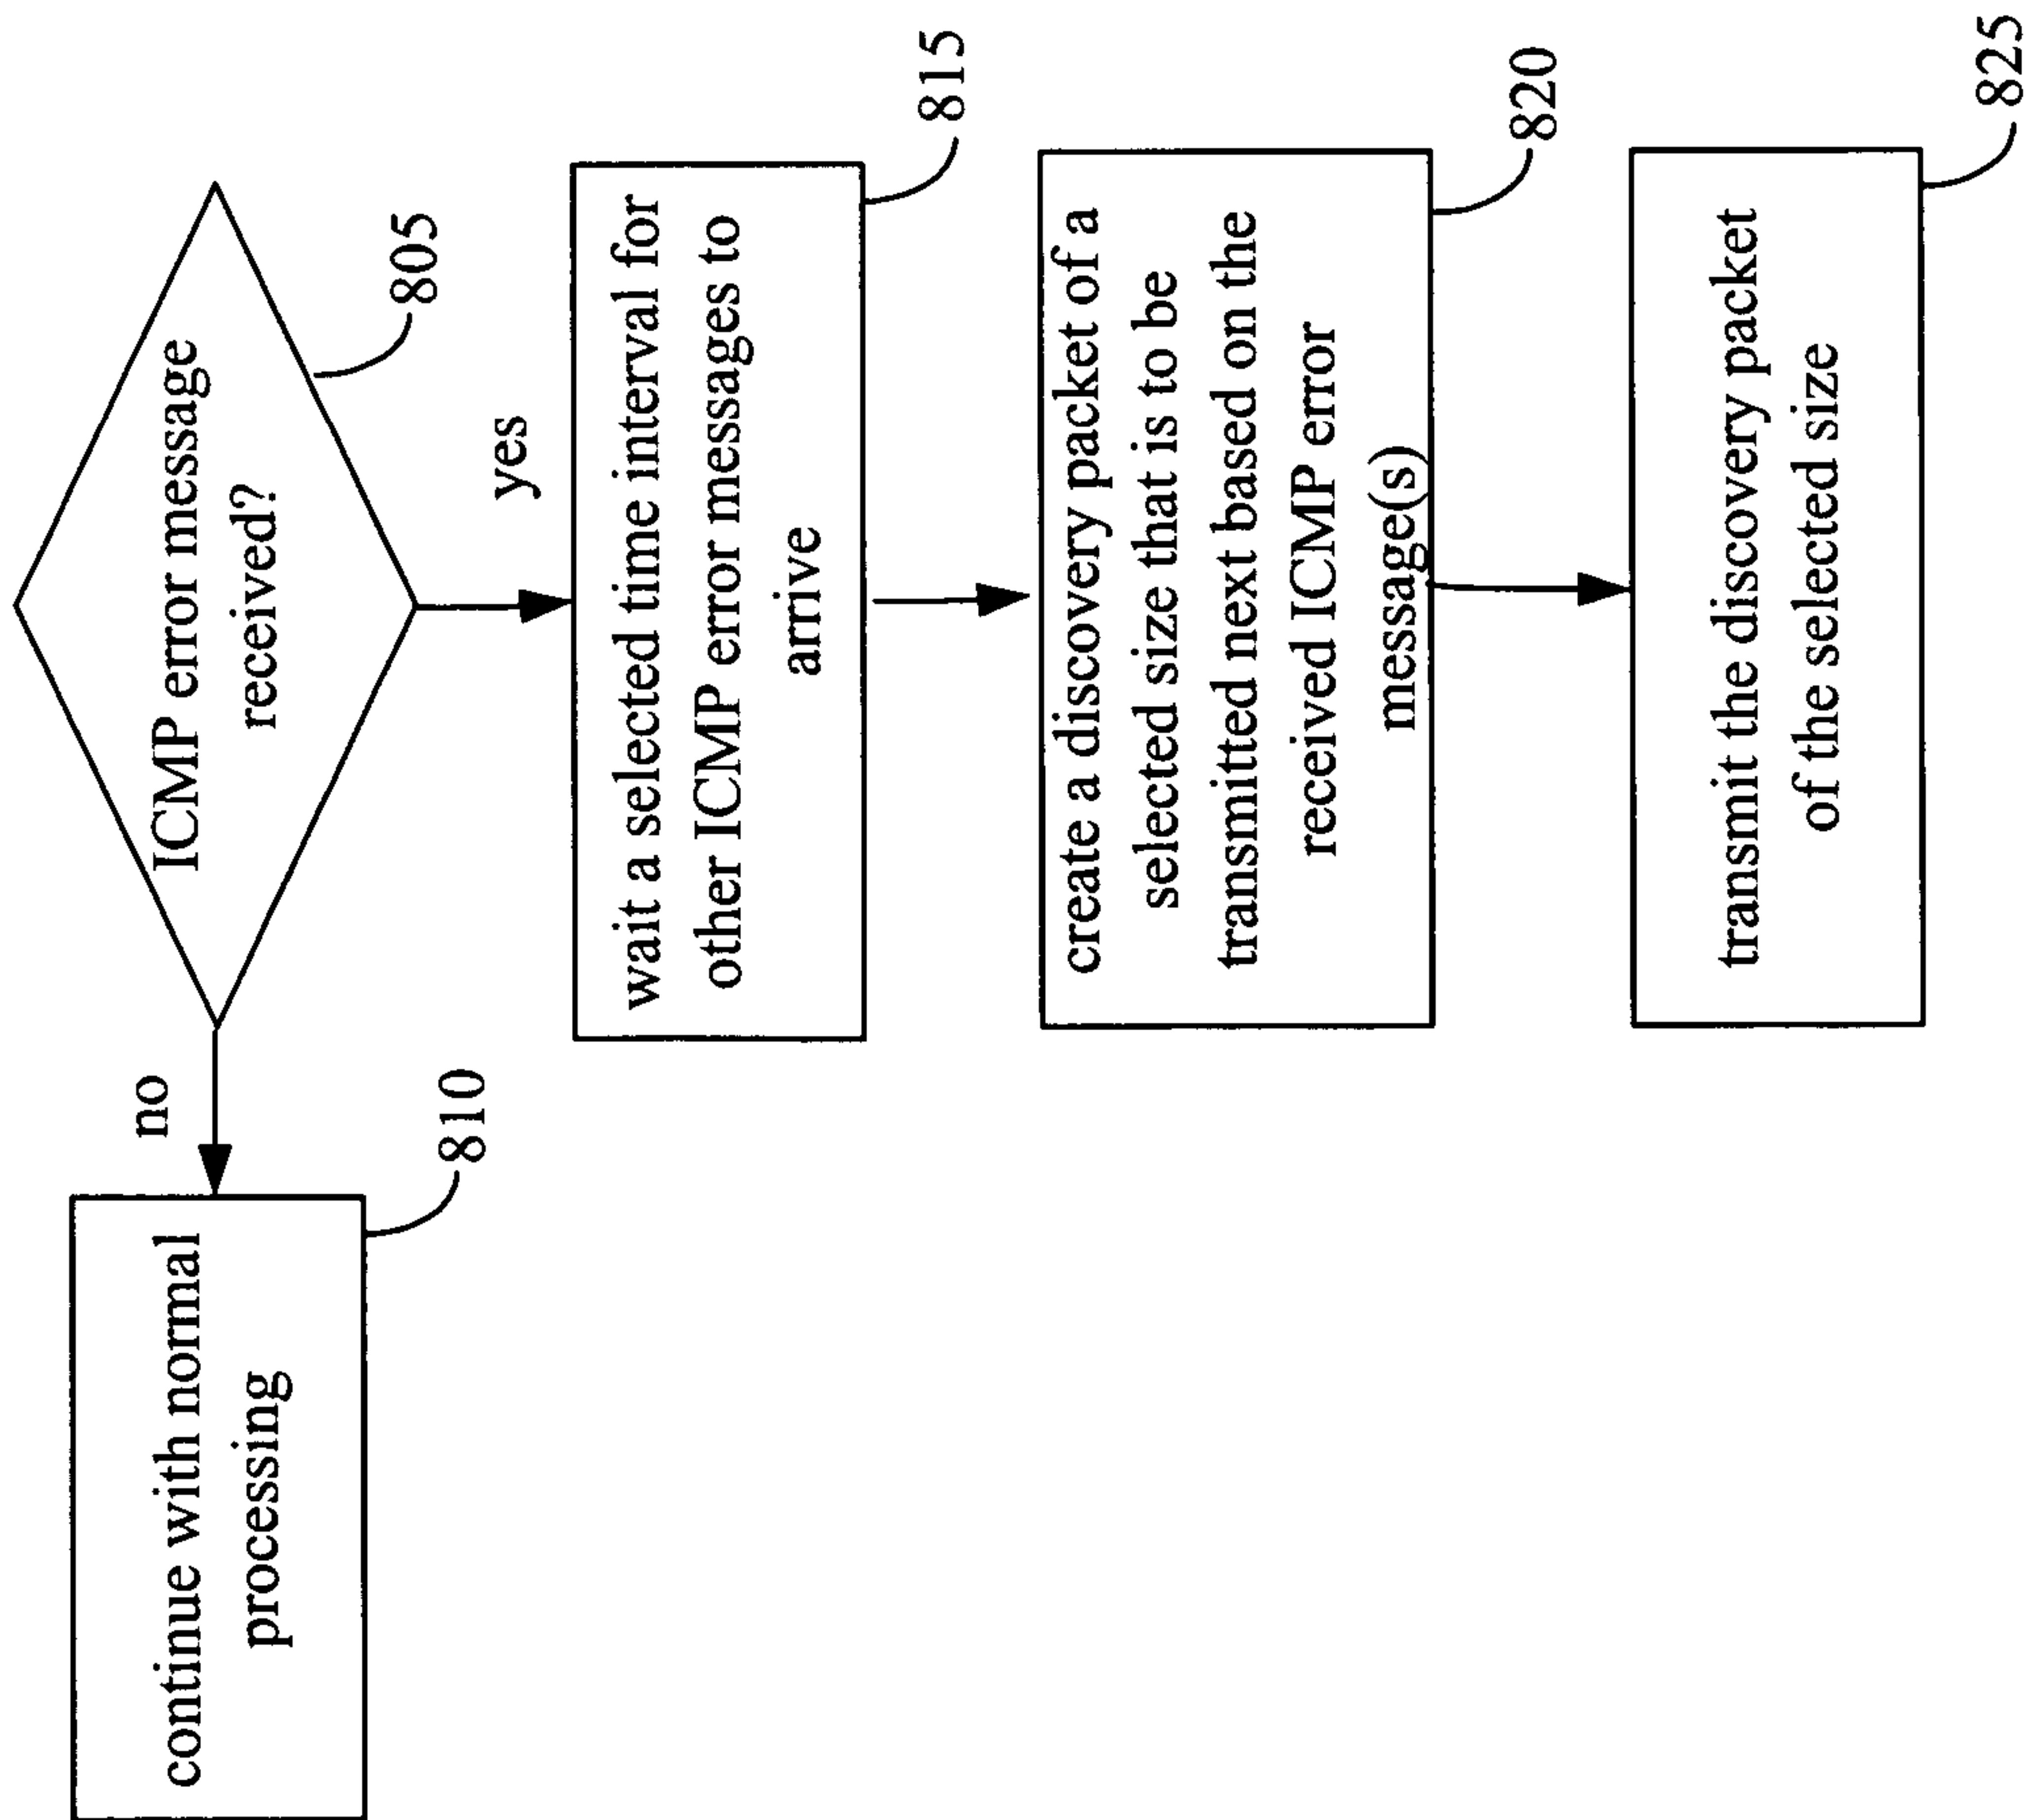 ICMP error message
received?
805
no
continue with normal
processing
810
yes
wait a selected time interval for
other ICMP error messages to
arrive
815
create a discovery packet of a
selected size that is to be
transmitted next based on the
received ICMP error
message(s)
820
transmit the discovery packet
of the selected size
825